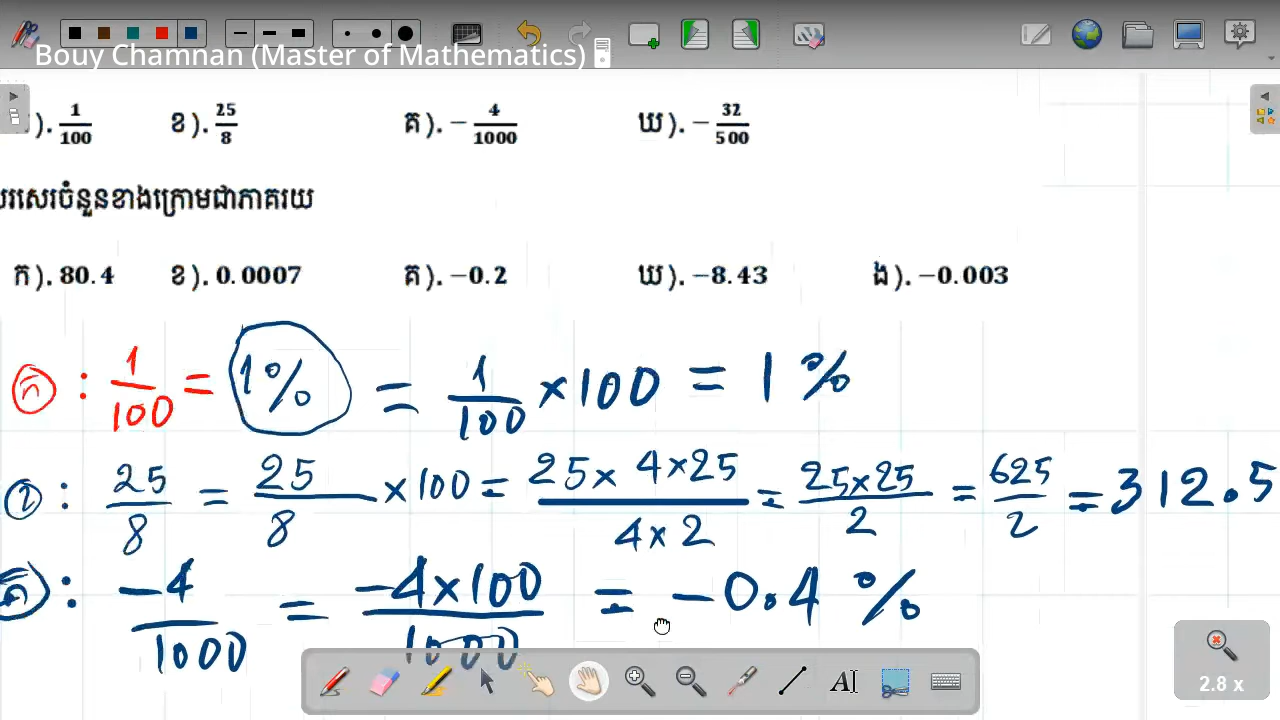 Bouy Chamnan (Master of Mathematics)
). 1/100 ខ). 25/8 គ). −4/1000 ឃ). −32/500
រសេរចំនួនខាងក្រោមជាភាគរយ
ក). 80.4 ខ). 0.0007 គ). −0.2 ឃ). −8.43 ង). −0.003
ក : 1/100 = 1% = 1/100 × 100 = 1 %
ខ : 25/8 = 25/8 × 100 = 25 × 4 × 25/4 × 2 = 25 × 25/2 = 625/2 = 312.5
គ : −4/1000 = −4 × 100/1000 = −0.4 %
AI
2.8 x